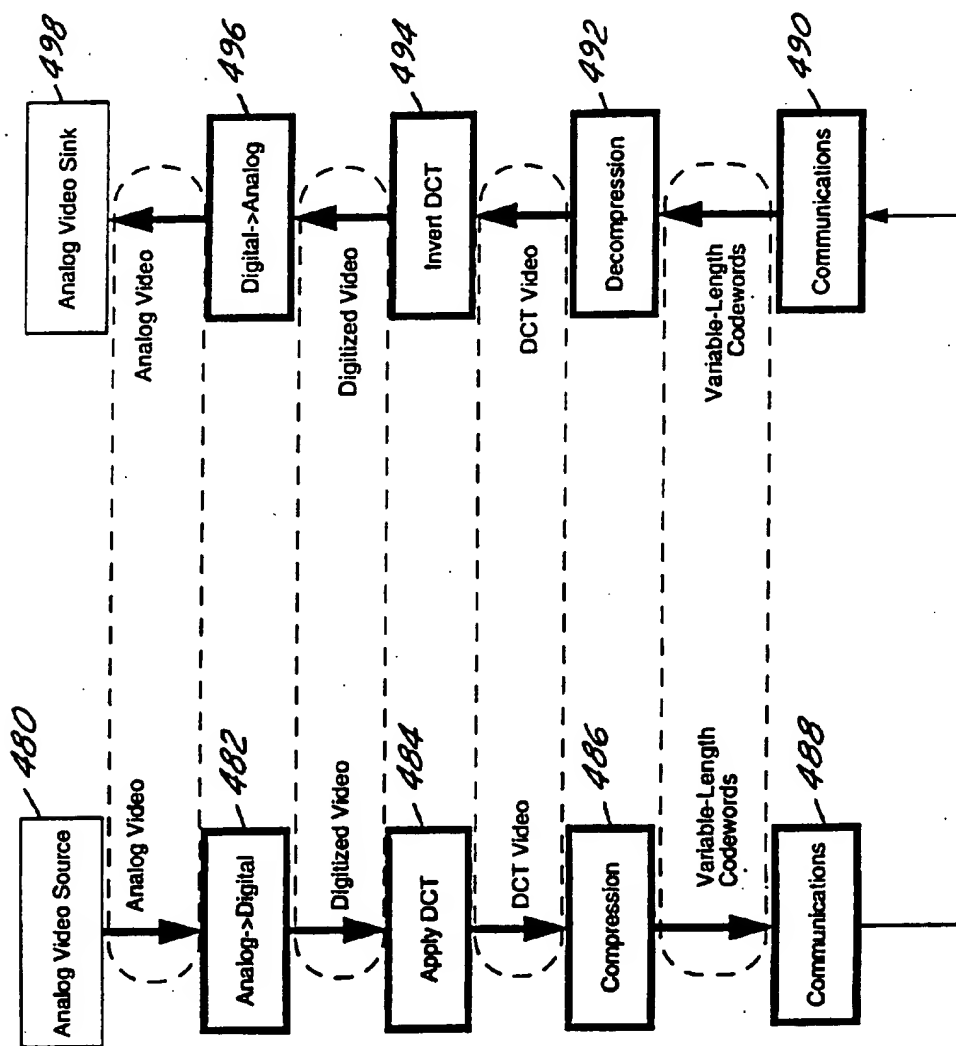 480
Analog Video Source
Analog Video
482
Analog->Digital
Digitized Video
484
Apply DCT
DCT Video
486
Compression
Variable-Length
Codewords
488
Communications
498
Analog Video Sink
Analog Video
496
Digital->Analog
Digitized Video
494
Invert DCT
DCT Video
492
Decompression
Variable-Length
Codewords
490
Communications